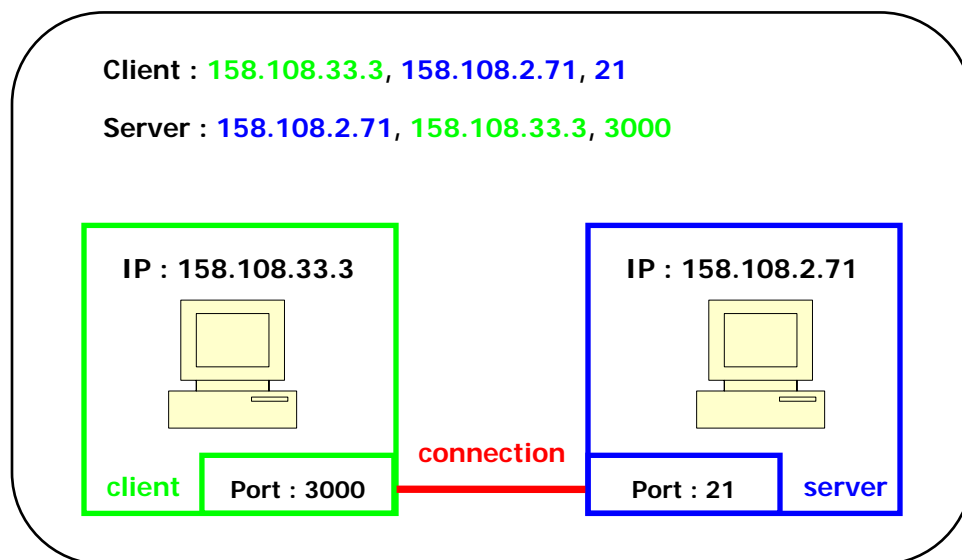 Client : 158.108.33.3, 158.108.2.71, 21
Server : 158.108.2.71, 158.108.33.3, 3000
IP : 158.108.33.3
IP : 158.108.2.71
connection
client
Port : 3000
Port : 21
server